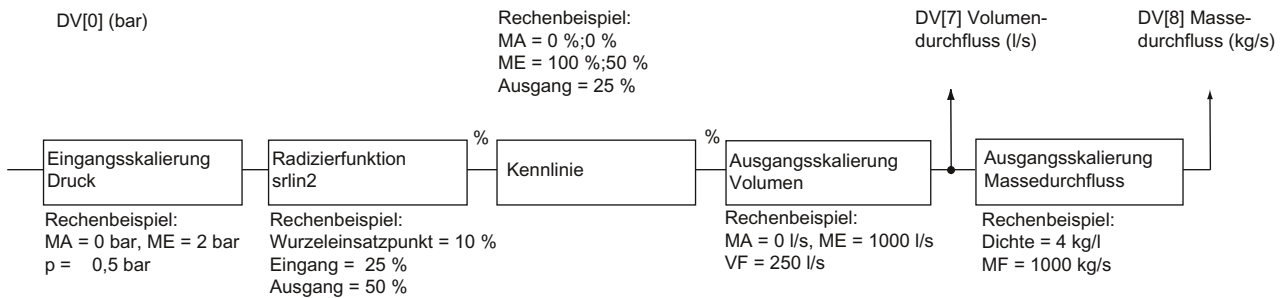 DV[0] (bar)
Rechenbeispiel:
MA = 0 %;0 %
ME = 100 %;50 %
Ausgang = 25 %
DV[7] Volumen-
durchfluss (l/s)
DV[8] Masse-
durchfluss (kg/s)
Eingangsskalierung
Druck
Radizierfunktion
srlin2
%
Kennlinie
%
Ausgangsskalierung
Volumen
Ausgangsskalierung
Massedurchfluss
Rechenbeispiel:
MA = 0 bar, ME = 2 bar
p = 0,5 bar
Rechenbeispiel:
Wurzeleinsatzpunkt = 10 %
Eingang = 25 %
Ausgang = 50 %
Rechenbeispiel:
MA = 0 l/s, ME = 1000 l/s
VF = 250 l/s
Rechenbeispiel:
Dichte = 4 kg/l
MF = 1000 kg/s